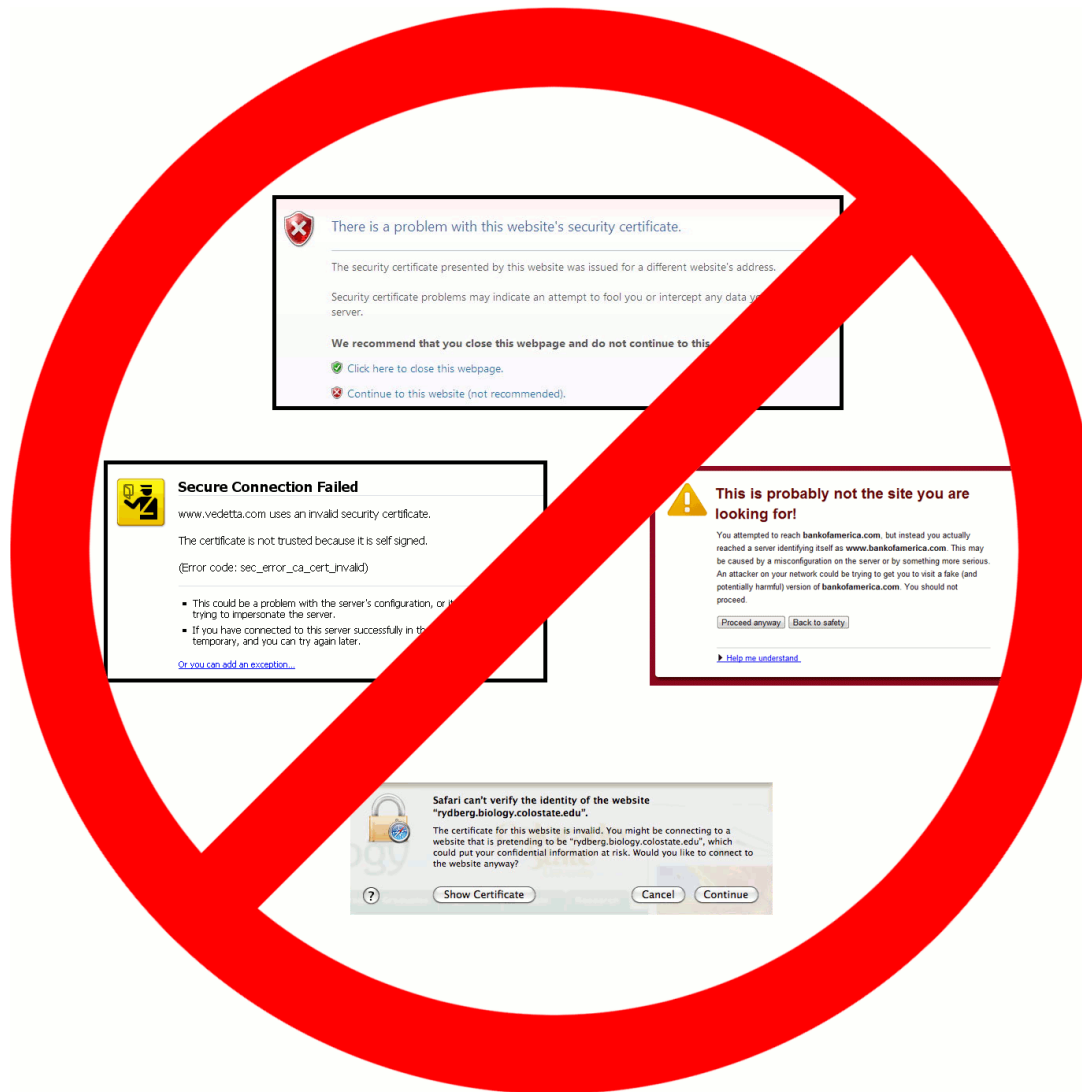 There is a problem with this website's security certificate.
The security certificate presented by this website was issued for a different website's address.
Security certificate problems may indicate an attempt to fool you or intercept any data
server.
We recommend that you close this webpage and do not continue to this
Click here to close this webpage.
Continue to this website (not recommended).
Secure Connection Failed
www.vedetta.com uses an invalid security certificate.
The certificate is not trusted because it is self signed.
(Error code: sec_error_ca_cert_invalid)
This could be a problem with the server's configuration, or
trying to impersonate the server.
If you have connected to this server successfully in
temporary, and you can try again later.
Or you can add an exception...
This is probably not the site you are
looking for!
You attempted to reach bankofamerica.com, but instead you actually
reached a server identifying itself as www.bankofamerica.com. This may
be caused by a misconfiguration on the server or by something more serious.
An attacker on your network could be trying to get you to visit a fake (and
potentially harmful) version of bankofamerica.com. You should not
proceed.
Proceed anyway Back to safety
Help me understand
Safari can't verify the identity of the website
"rydberg.biology.colostate.edu".
The certificate for this website is invalid. You might be connecting to a
website that is pretending to be "rydberg.biology.colostate.edu", which
could put your confidential information at risk. Would you like to connect to
the website anyway?
? Show Certificate Cancel Continue